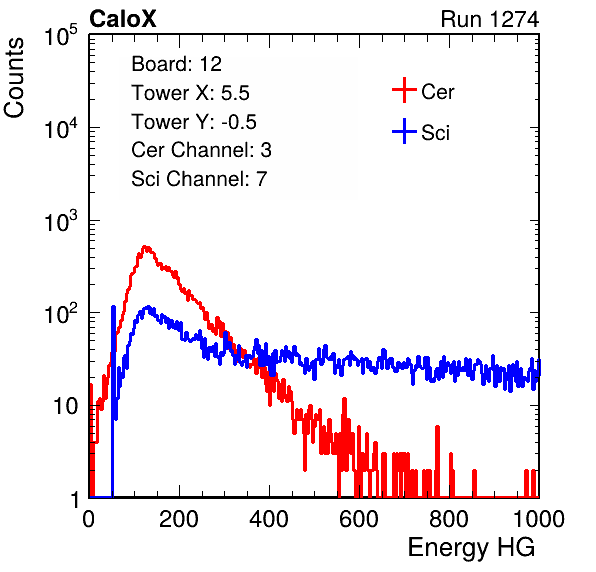 CaloX Run 1274
10^5
Board: 12
Tower X: 5.5
Tower Y: -0.5
Cer Channel: 3
Sci Channel: 7
Cer
Sci
Counts
10^4
10^3
10^2
10
1
0 200 400 600 800 1000
Energy HG